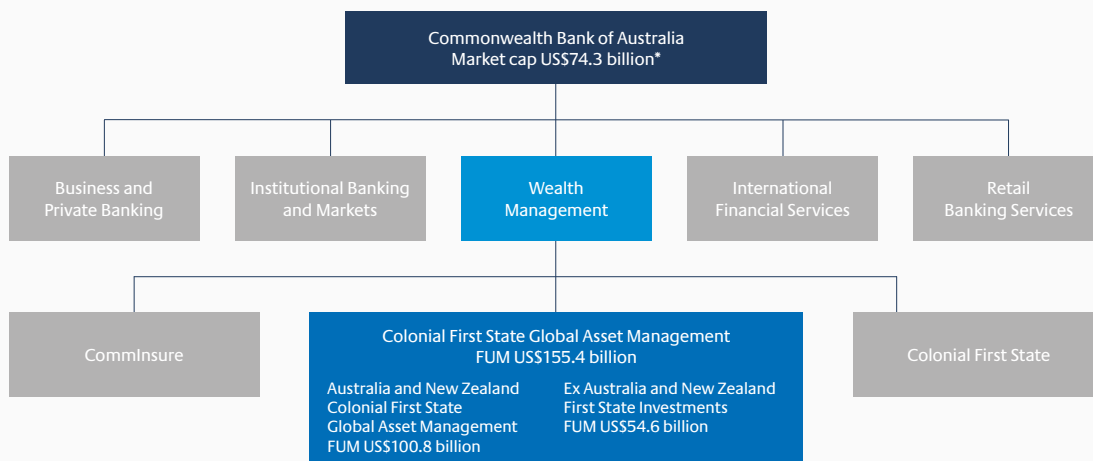 Commonwealth Bank of Australia
Market cap US$74.3 billion*
Business and
Private Banking
Institutional Banking
and Markets
Wealth
Management
International
Financial Services
Retail
Banking Services
CommInsure
Colonial First State Global Asset Management
FUM US$155.4 billion
Australia and New Zealand
Colonial First State
Global Asset Management
FUM US$100.8 billion
Ex Australia and New Zealand
First State Investments
FUM US$54.6 billion
Colonial First State